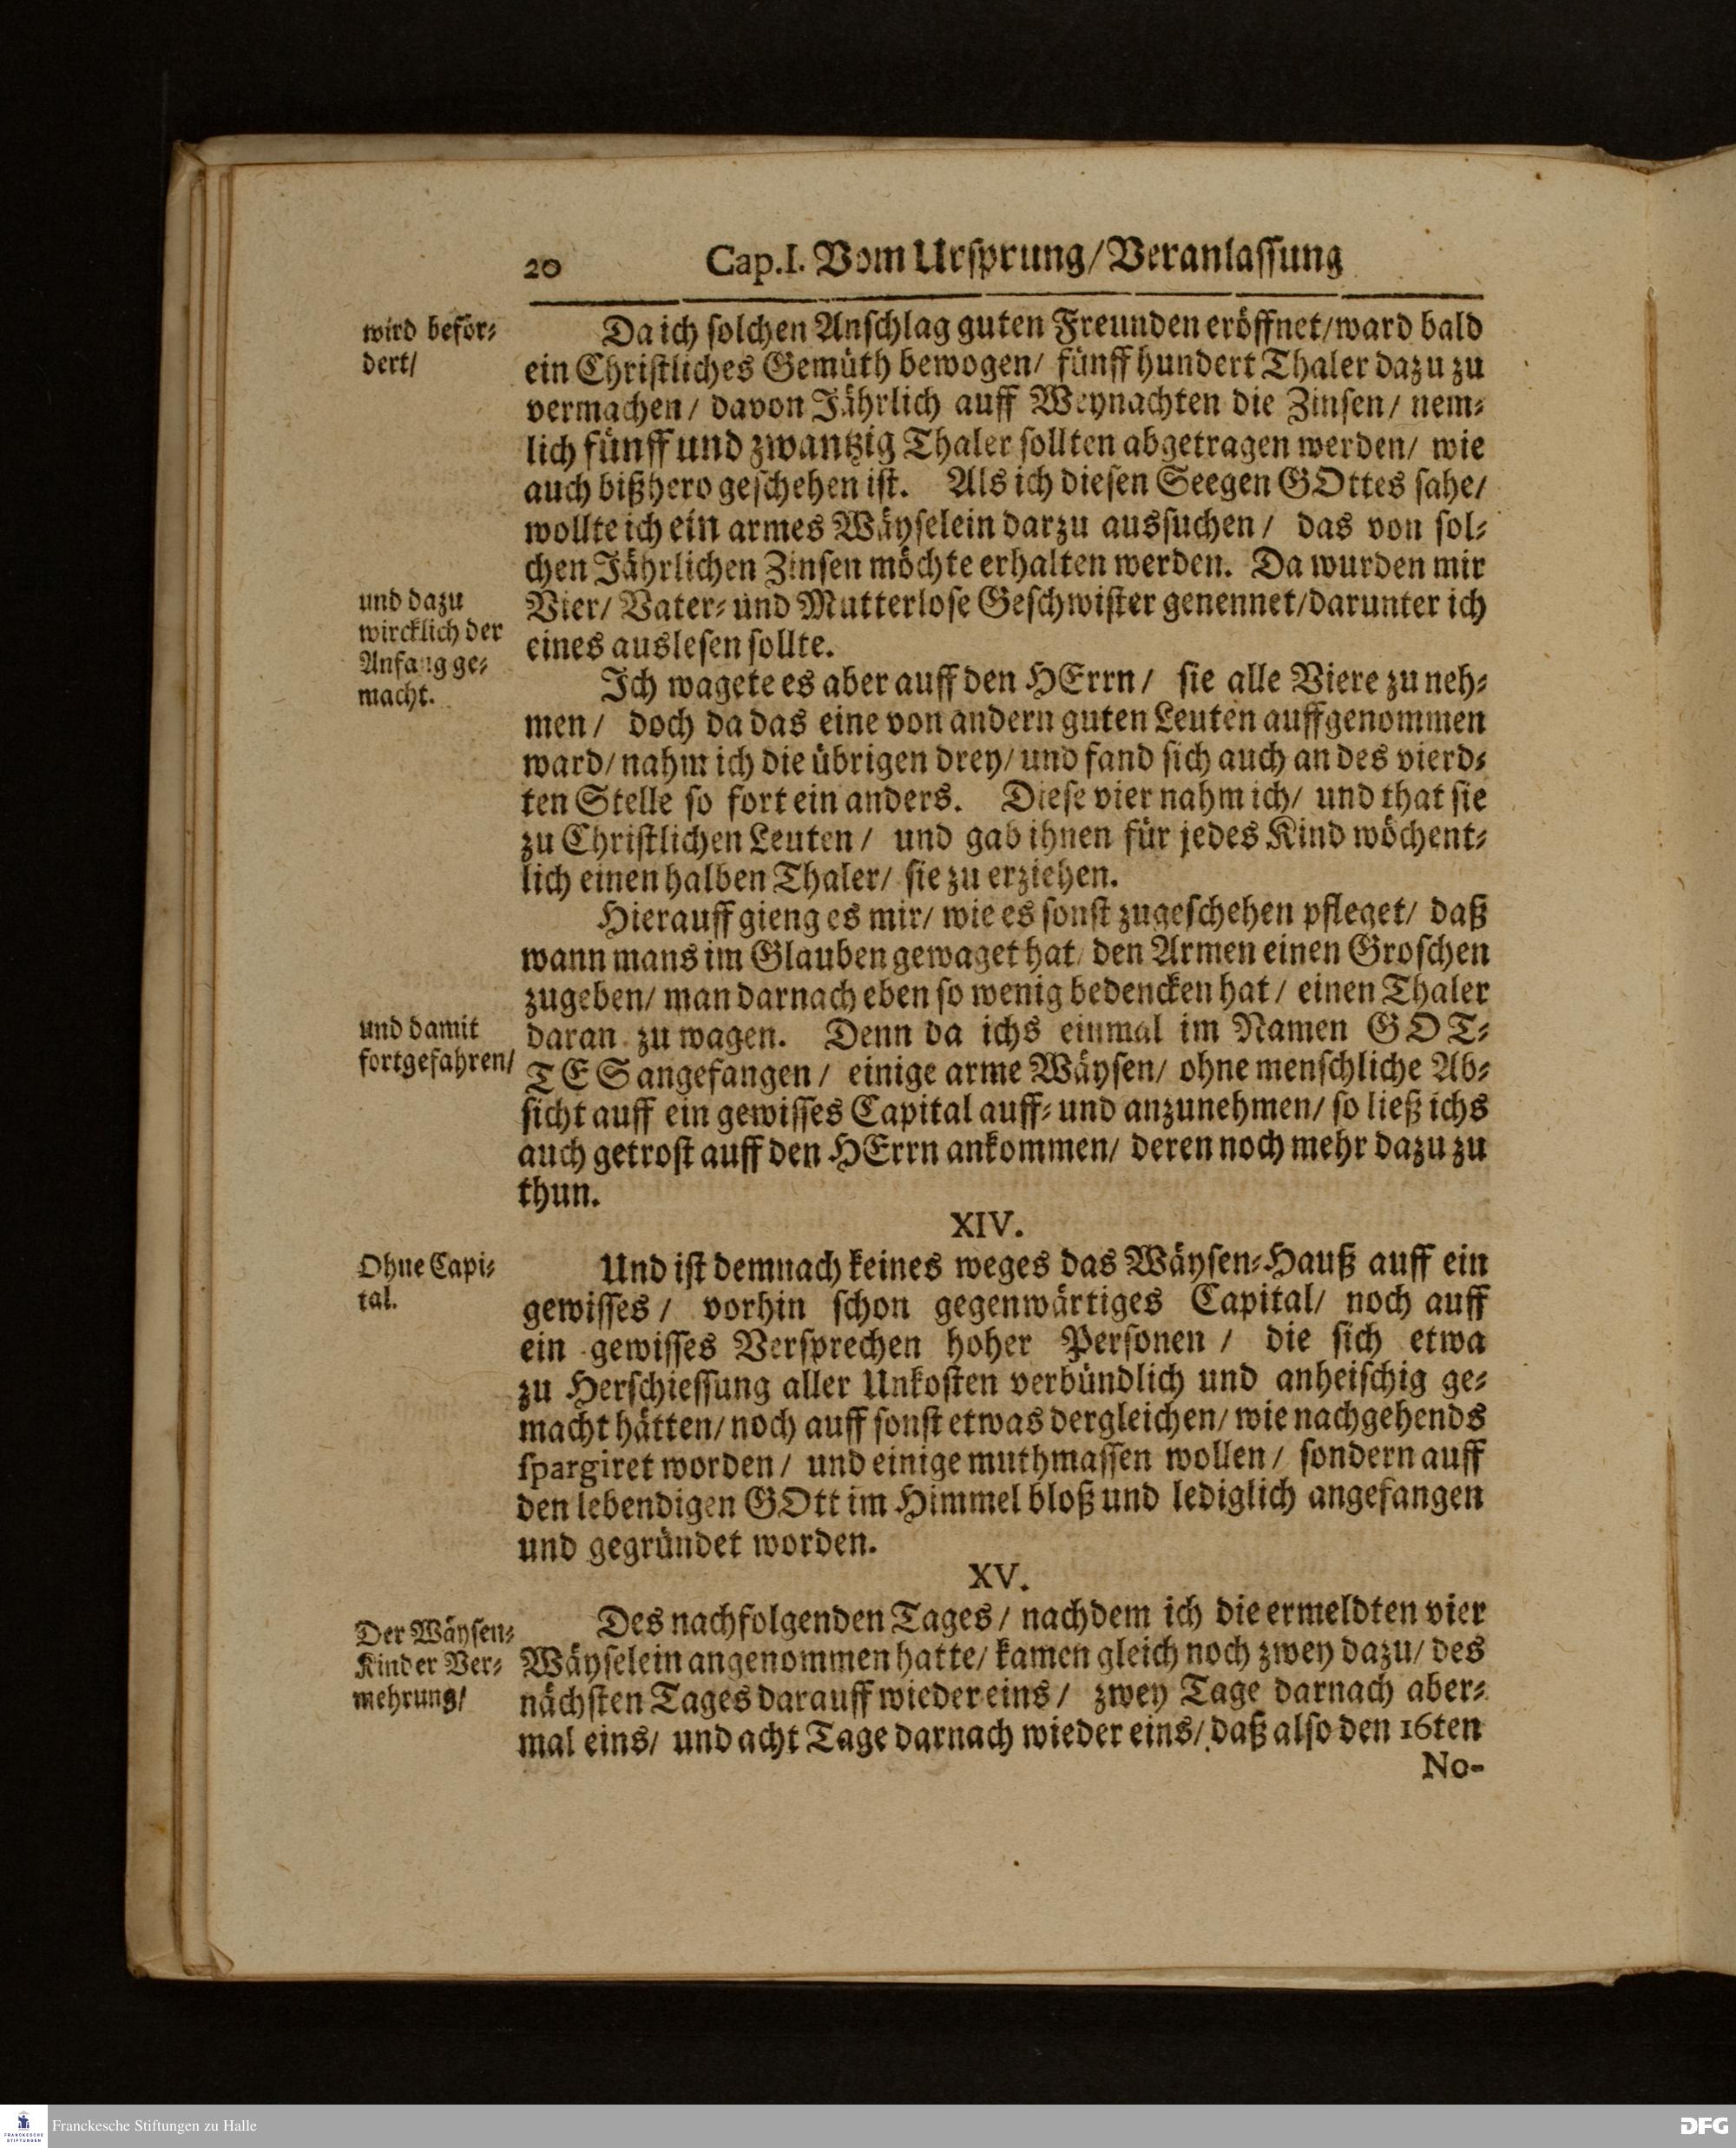 20 Cap. I. Vom Ursprung/ Veranlassung
wird beför-
dert/
Da ich solchen Anschlag guten Freunden eröffnet/ ward bald
ein Christliches Gemüth bewogen/ fünff hundert Thaler dazu zu
vermachen/ davon Jährlich auff Weynachten die Zinsen/ nem-
lich fünff und zwantzig Thaler sollten abgetragen werden/ wie
auch bißhero geschehen ist. Als ich diesen Seegen GOttes sahe/
wollte ich ein armes Wäyselein darzu aussuchen/ das von sol-
chen Jährlichen Zinsen möchte erhalten werden. Da wurden mir
und dazu
wircklich der
Anfang ge-
macht.
Vier/ Vater- und Mutterlose Geschwister genennet/ darunter ich
eines auslesen sollte.
Ich wagete es aber auff den HErrn/ sie alle Viere zu neh-
men/ doch da das eine von andern guten Leuten auffgenommen
ward/ nahm ich die übrigen drey/ und fand sich auch an des vierd-
ten Stelle so fort ein anders. Diese vier nahm ich/ und that sie
zu Christlichen Leuten/ und gab ihnen für jedes Kind wöchent-
lich einen halben Thaler/ sie zu erziehen.
Hierauff gieng es mir/ wie es sonst zugeschehen pfleget/ daß
wann mans im Glauben gewaget hat/ den Armen einen Groschen
zugeben/ man darnach eben so wenig bedencken hat/ einen Thaler
und damit
fortgefahren/
daran zu wagen. Denn da ichs einmal im Namen GOT-
TES angefangen/ einige arme Wäysen/ ohne menschliche Ab-
sicht auff ein gewisses Capital auff- und anzunehmen/ so ließ ichs
auch getrost auff den HErrn ankommen/ deren noch mehr dazu zu
thun.
XIV.
Ohne Capi-
tal.
Und ist demnach keines weges das Wäysen-Hauß auff ein
gewisses/ vorhin schon gegenwärtiges Capital/ noch auff
ein gewisses Versprechen hoher Personen/ die sich etwa
zu Herschiessung aller Unkosten verbündlich und anheischig ge-
macht hätten/ noch auff sonst etwas dergleichen/ wie nachgehends
spargiret worden/ und einige muthmassen wollen/ sondern auff
den lebendigen GOtt im Himmel bloß und lediglich angefangen
und gegründet worden.
XV.
Der Wäysen-
Kinder Ver-
mehrung/
Des nachfolgenden Tages/ nachdem ich die ermeldten vier
Wäyselein angenommen hatte/ kamen gleich noch zwey dazu/ des
nächsten Tages darauff wieder eins/ zwey Tage darnach aber-
mal eins/ und acht Tage darnach wieder eins/ daß also den 16ten
No-
FRANCKESCHE
STIFTUNGEN
Franckesche Stiftungen zu Halle
DFG